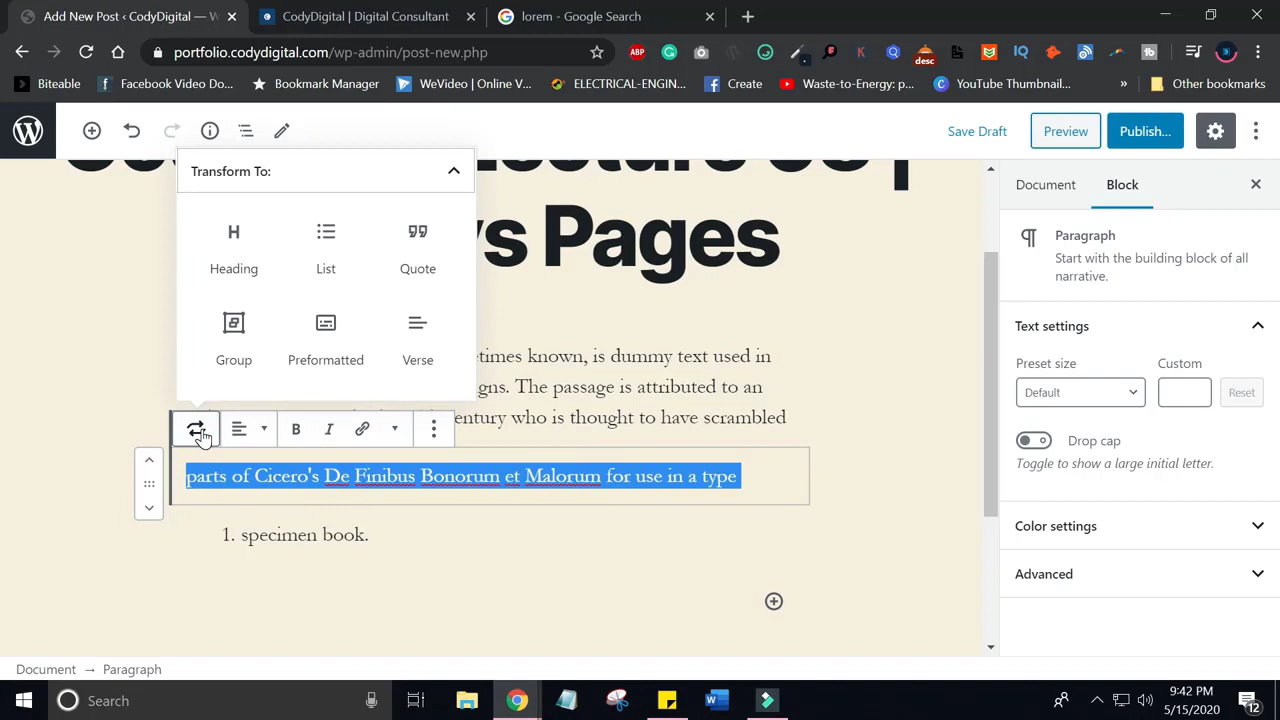 Add New Post ‹ CodyDigital — W
CodyDigital | Digital Consultant
lorem - Google Search
portfolio.codydigital.com/wp-admin/post-new.php
ABP
desc
Biteable
Facebook Video Do...
Bookmark Manager
WeVideo | Online V...
ELECTRICAL-ENGIN...
Create
Waste-to-Energy: p...
YouTube Thumbnail...
Other bookmarks
Save Draft
Preview
Publish...
Transform To:
Heading
List
Quote
Group
Preformatted
Verse
s Pages
etimes known, is dummy text used in
gns. The passage is attributed to an
entury who is thought to have scrambled
parts of Cicero's De Finibus Bonorum et Malorum for use in a type
1. specimen book.
Document
Block
Paragraph
Start with the building block of all
narrative.
Text settings
Preset size
Custom
Default
Reset
Drop cap
Toggle to show a large initial letter.
Color settings
Advanced
Document → Paragraph
Search
9:42 PM
5/15/2020
12